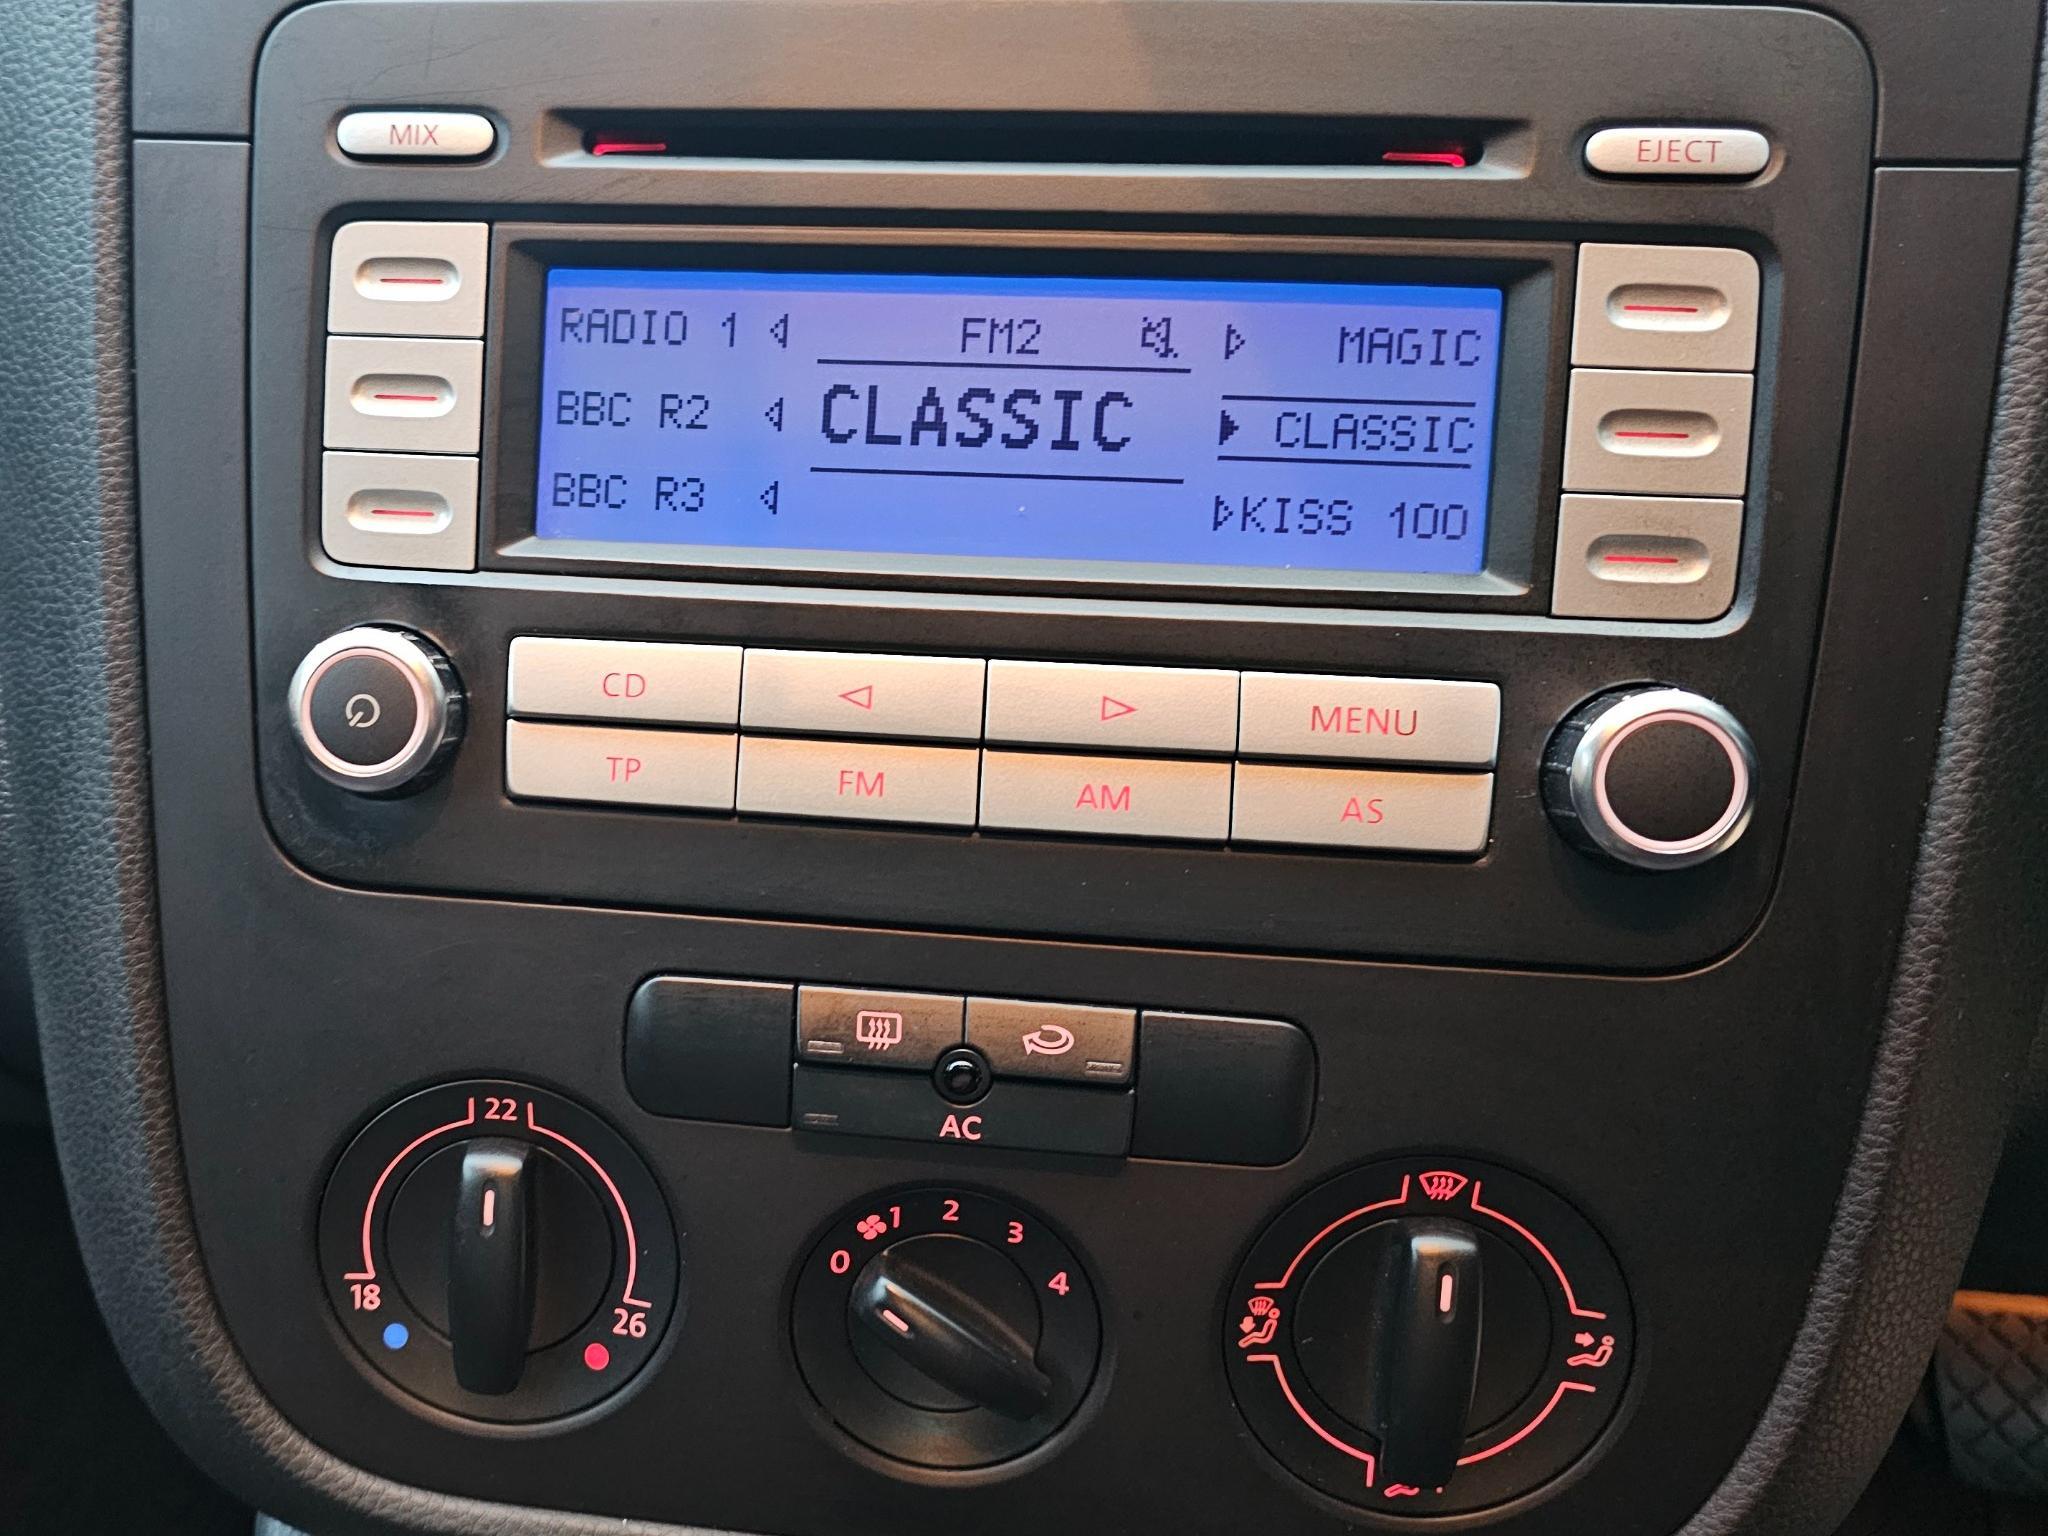 MIX
EJECT
RADIO 1
FM2
MAGIC
BBC R2
CLASSIC
CLASSIC
BBC R3
KISS 100
CD
MENU
TP
FM
AM
AS
AC
22
18
26
0
1
2
3
4